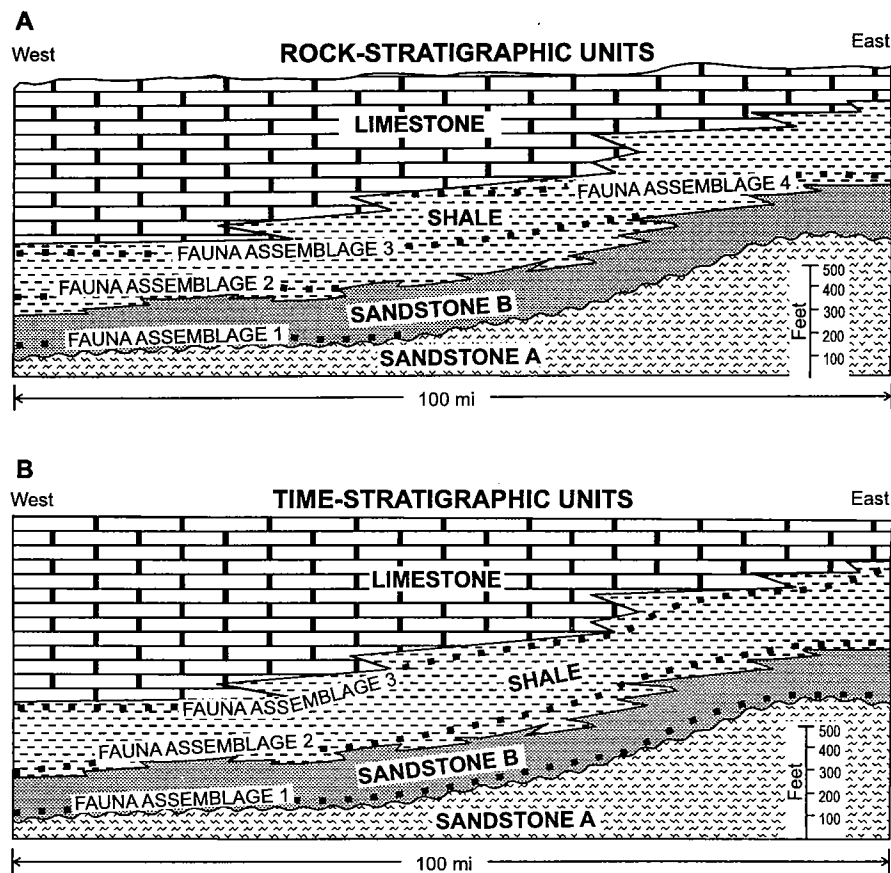 A
West
East
ROCK-STRATIGRAPHIC UNITS
LIMESTONE
FAUNA ASSEMBLAGE 4
SHALE
FAUNA ASSEMBLAGE 3
FAUNA ASSEMBLAGE 2
SANDSTONE B
FAUNA ASSEMBLAGE 1
SANDSTONE A
Feet
500
400
300
200
100
100 mi
B
West
East
TIME-STRATIGRAPHIC UNITS
LIMESTONE
FAUNA ASSEMBLAGE 3
SHALE
FAUNA ASSEMBLAGE 2
SANDSTONE B
FAUNA ASSEMBLAGE 1
SANDSTONE A
Feet
500
400
300
200
100
100 mi